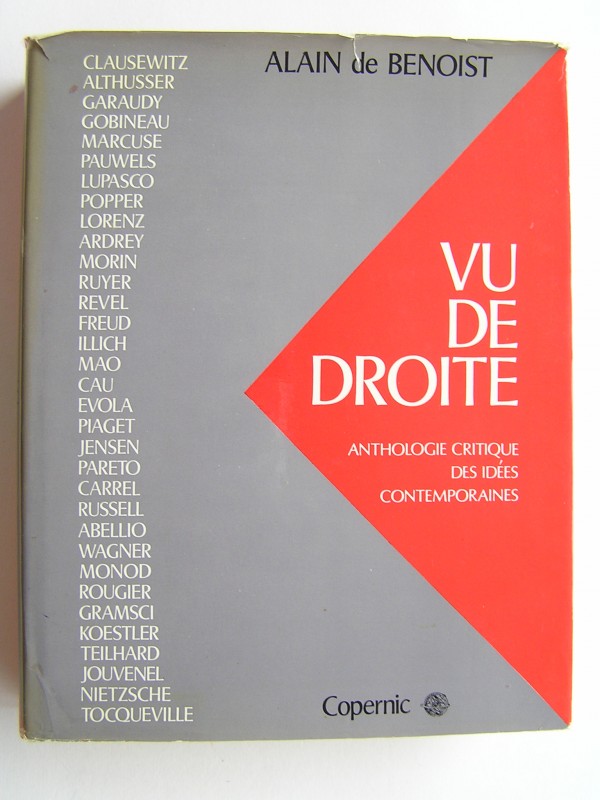 CLAUSEWITZ
ALTHUSSER
GARAUDY
GOBINEAU
MARCUSE
PAUWELS
LUPASCO
POPPER
LORENZ
ARDREY
MORIN
RUYER
REVEL
FREUD
ILLICH
MAO
CAU
EVOLA
PIAGET
JENSEN
PARETO
CARREL
RUSSELL
ABELLIO
WAGNER
MONOD
ROUGIER
GRAMSCI
KOESTLER
TEILHARD
JOUVENEL
NIETZSCHE
TOCQUEVILLE
ALAIN de BENOIST
VU
DE
DROITE
ANTHOLOGIE CRITIQUE
DES IDÉES
CONTEMPORAINES
Copernic